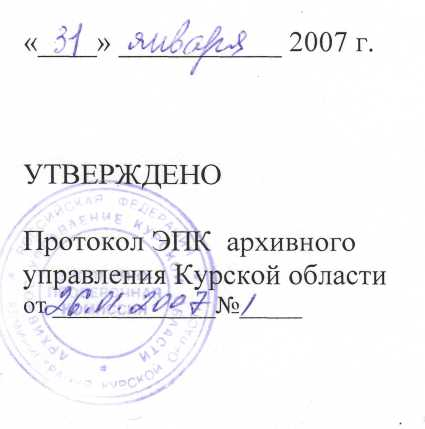 «31» января 2007 г.
УТВЕРЖДЕНО
Протокол ЭПК архивного
управления Курской области
от 26.01.2007 №1